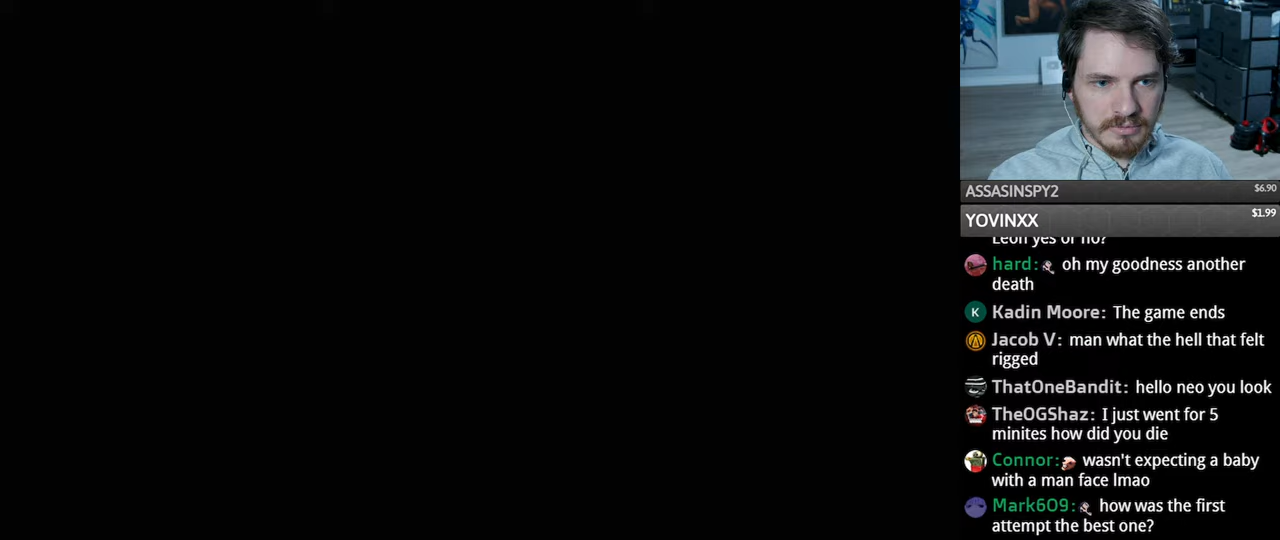 ASSASINSPY2 $6.90
YOVINXX $1.99
Leon yes or no?
hard: oh my goodness another
death
K Kadin Moore: The game ends
Jacob V: man what the hell that felt
rigged
ThatOneBandit: hello neo you look
TheOGShaz: I just went for 5
minites how did you die
Connor: wasn't expecting a baby
with a man face lmao
Mark609: how was the first
attempt the best one?